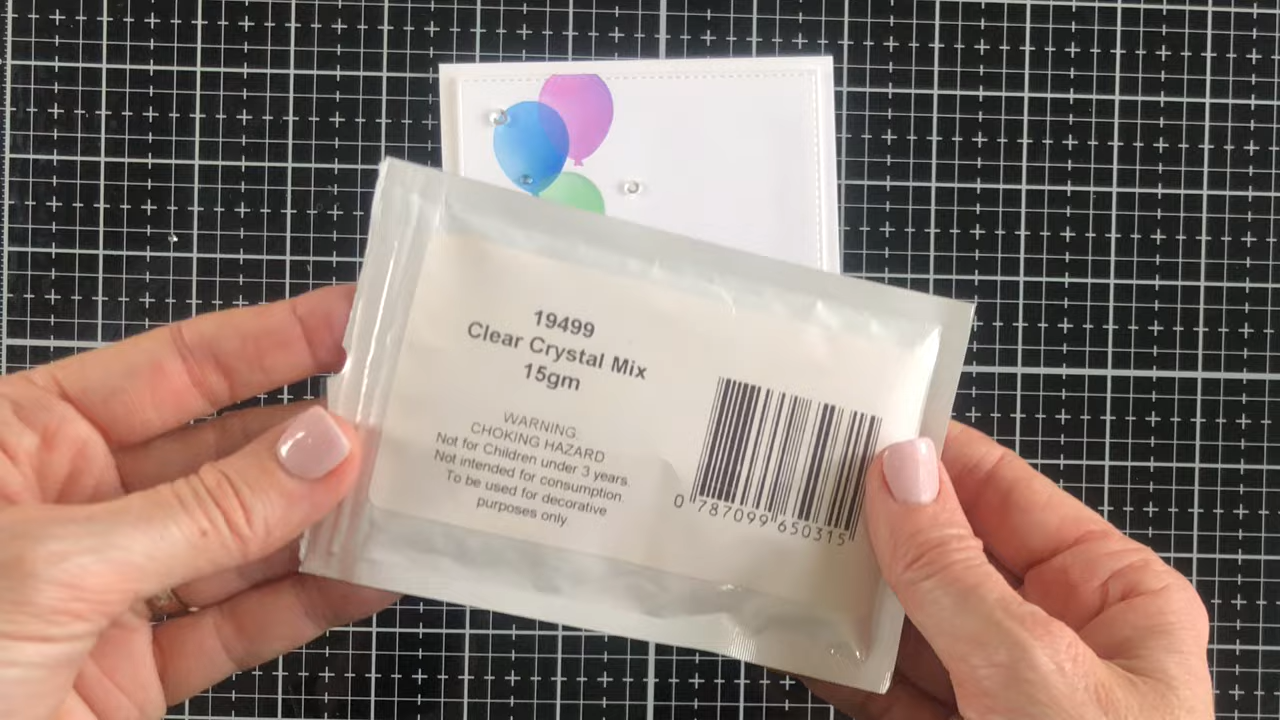 19499
Clear Crystal Mix
15gm
WARNING:
CHOKING HAZARD
Not for Children under 3 years.
Not intended for consumption.
To be used for decorative
purposes only.
0 787099 650315